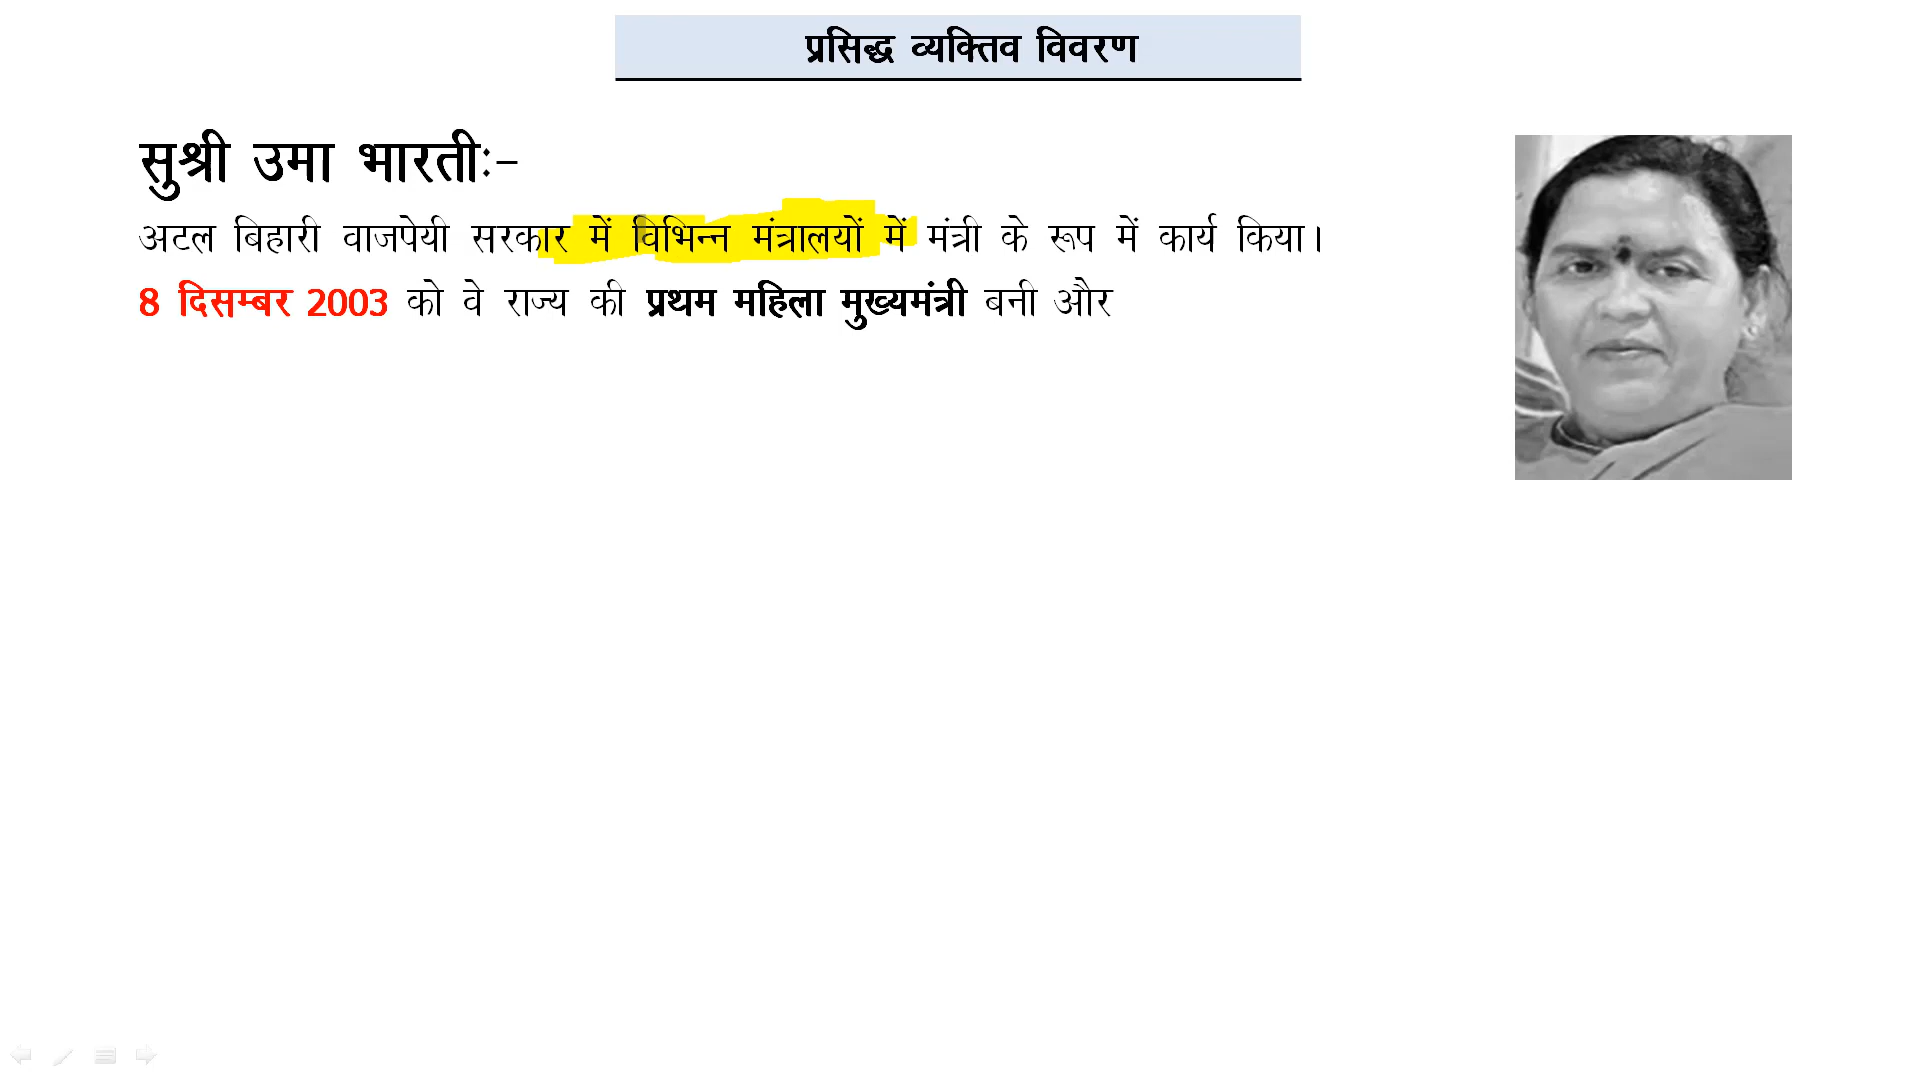 प्रसिद्ध व्यक्तिव विवरण
सुश्री उमा भारतीः–
अटल बिहारी वाजपेयी सरकार में विभिन्न मंत्रालयों में मंत्री के रूप में कार्य किया।
8 दिसम्बर 2003 को वे राज्य की प्रथम महिला मुख्यमंत्री बनी और